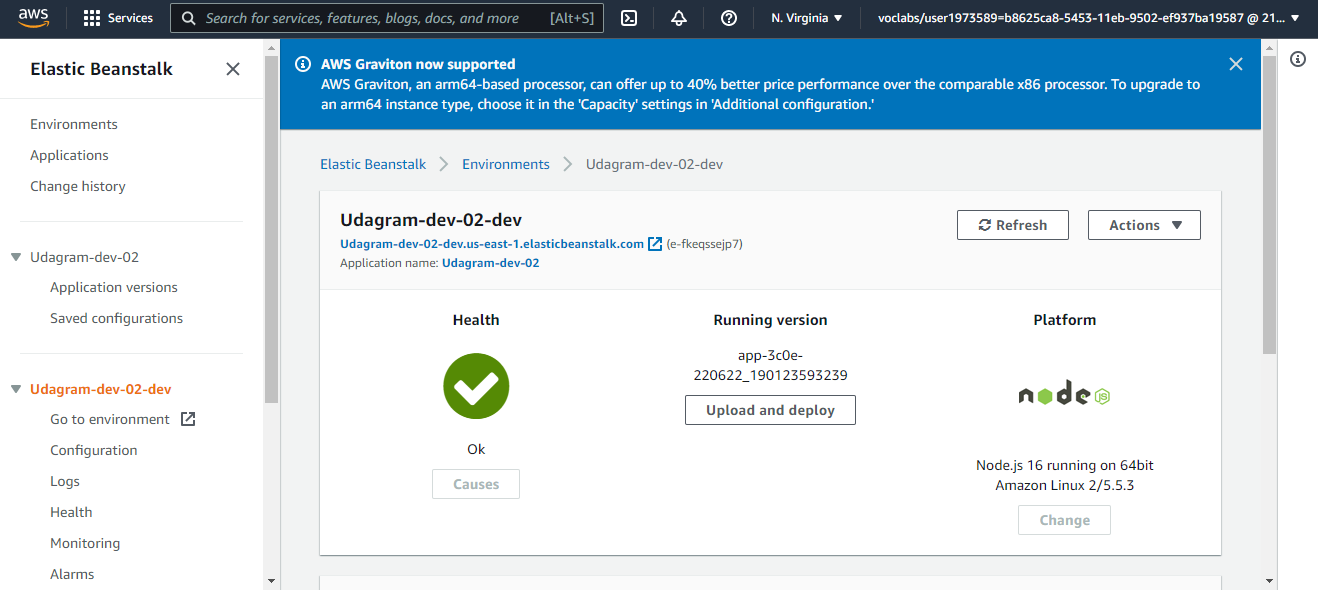 aws
Services
Search for services, features, blogs, docs, and more
[Alt+S]
N. Virginia
voclabs/user1973589=b8625ca8-5453-11eb-9502-ef937ba19587 @ 21...
Elastic Beanstalk
Environments
Applications
Change history
Udagram-dev-02
Application versions
Saved configurations
Udagram-dev-02-dev
Go to environment
Configuration
Logs
Health
Monitoring
Alarms
AWS Graviton now supported
AWS Graviton, an arm64-based processor, can offer up to 40% better price performance over the comparable x86 processor. To upgrade to
an arm64 instance type, choose it in the 'Capacity' settings in 'Additional configuration.'
Elastic Beanstalk
Environments
Udagram-dev-02-dev
Udagram-dev-02-dev
Udagram-dev-02-dev.us-east-1.elasticbeanstalk.com (e-fkeqssejp7)
Application name: Udagram-dev-02
Refresh
Actions
Health
Ok
Causes
Running version
app-3c0e-
220622_190123593239
Upload and deploy
Platform
node JS
Node.js 16 running on 64bit
Amazon Linux 2/5.5.3
Change